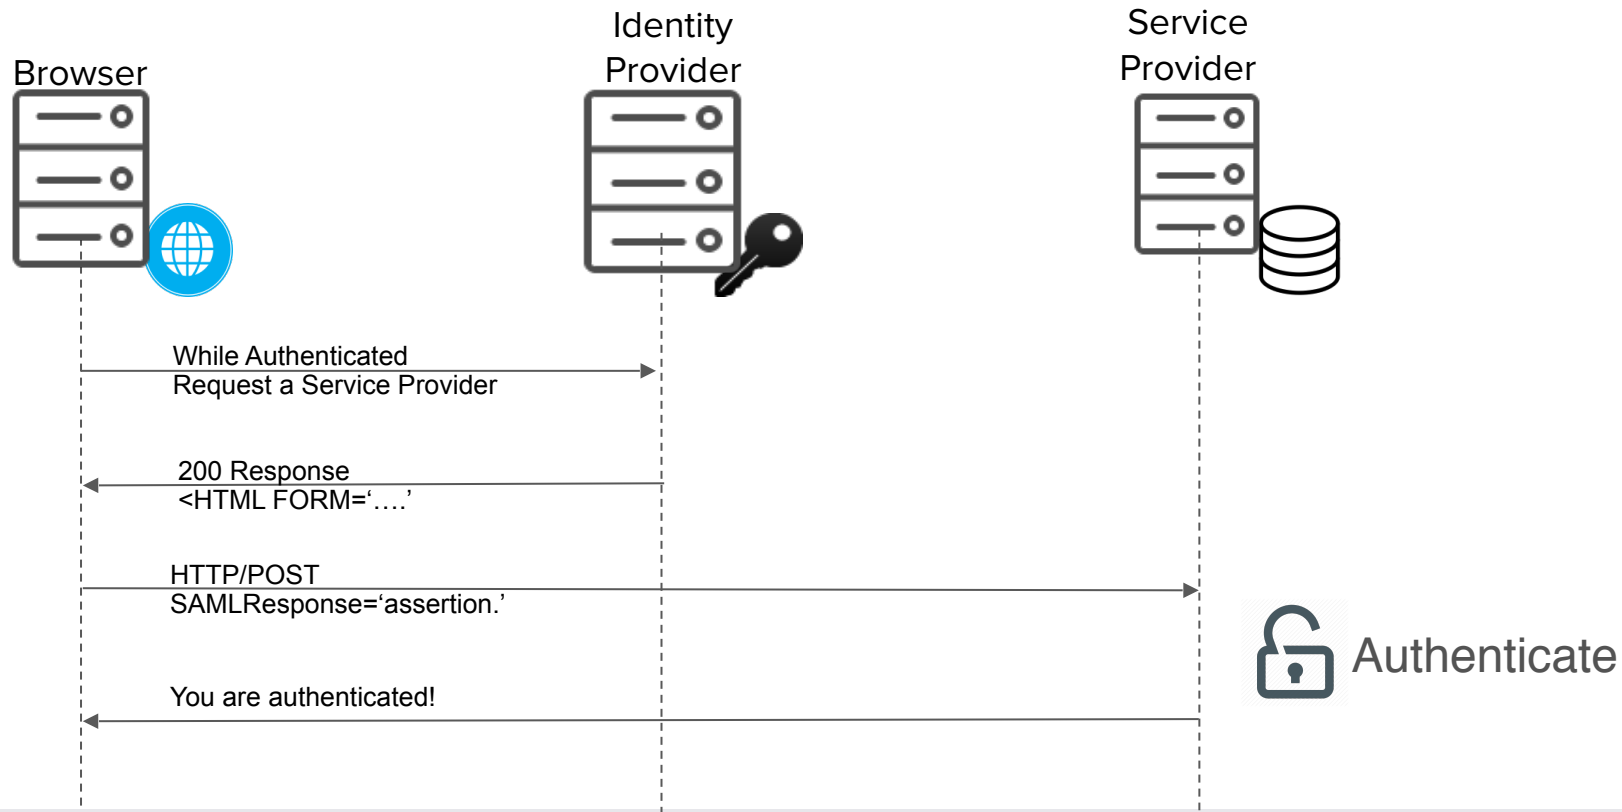 Browser
Identity
Provider
Service
Provider
While Authenticated
Request a Service Provider
200 Response
<HTML FORM=‘….’
HTTP/POST
SAMLResponse=‘assertion.’
Authenticate
You are authenticated!